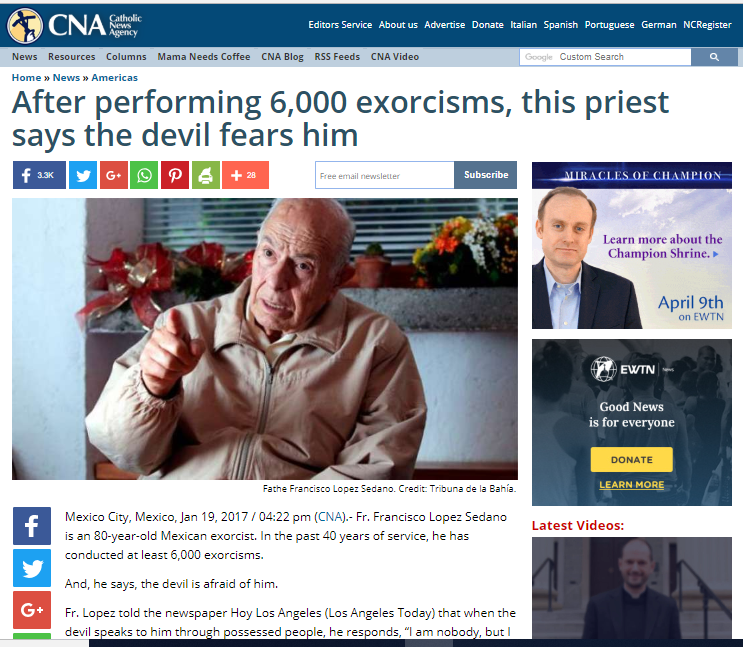 CNA Catholic
News
Agency
Editors Service About us Advertise Donate Italian Spanish Portuguese German NCRegister
News Resources Columns Mama Needs Coffee CNA Blog RSS Feeds CNA Video
Google Custom Search
Home » News » Americas
After performing 6,000 exorcisms, this priest
says the devil fears him
3.3K
G+
28
Free email newsletter
Subscribe
MIRACLES OF CHAMPION
Learn more about the
Champion Shrine.
April 9th
on EWTN
EWTN News
Good News
is for everyone
DONATE
LEARN MORE
Fathe Francisco Lopez Sedano. Credit: Tribuna de la Bahía.
Mexico City, Mexico, Jan 19, 2017 / 04:22 pm (CNA).- Fr. Francisco Lopez Sedano
is an 80-year-old Mexican exorcist. In the past 40 years of service, he has
conducted at least 6,000 exorcisms.
And, he says, the devil is afraid of him.
Fr. Lopez told the newspaper Hoy Los Angeles (Los Angeles Today) that when the
devil speaks to him through possessed people, he responds, “I am nobody, but I
G+
Latest Videos: